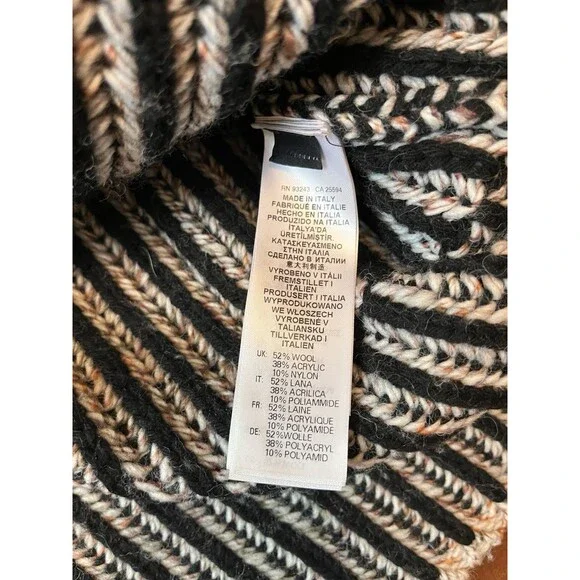 RN 93243 - CA 25594
MADE IN ITALY
FABRIQUÉ EN ITALIE
HECHO EN ITALIA
PRODUZIDO NA ITÁLIA
ITALYA'DA
ÜRETİLMİŞTİR.
ΚΑΤΑΣΚΕΥΑΣΜΕΝΟ
ΣΤΗΝ ΙΤΑΛΙΑ
СДЕЛАНО В ИТАЛИИ
意大利制造
VYROBENO V ITÁLII
FREMSTILLET I
ITALIEN
PRODUSERT I ITALIA
WYPRODUKOWANO
WE WŁOSZECH
VYROBENÉ V
TALIANSKU
TILLVERKAD I
ITALIEN
UK: 52% WOOL
38% ACRYLIC
10% NYLON
IT: 52% LANA
38% ACRILICA
10% POLIAMMIDE
FR: 52% LAINE
38% ACRYLIQUE
10% POLYAMIDE
DE: 52%WOLLE
38% POLYACRYL
10% POLYAMID